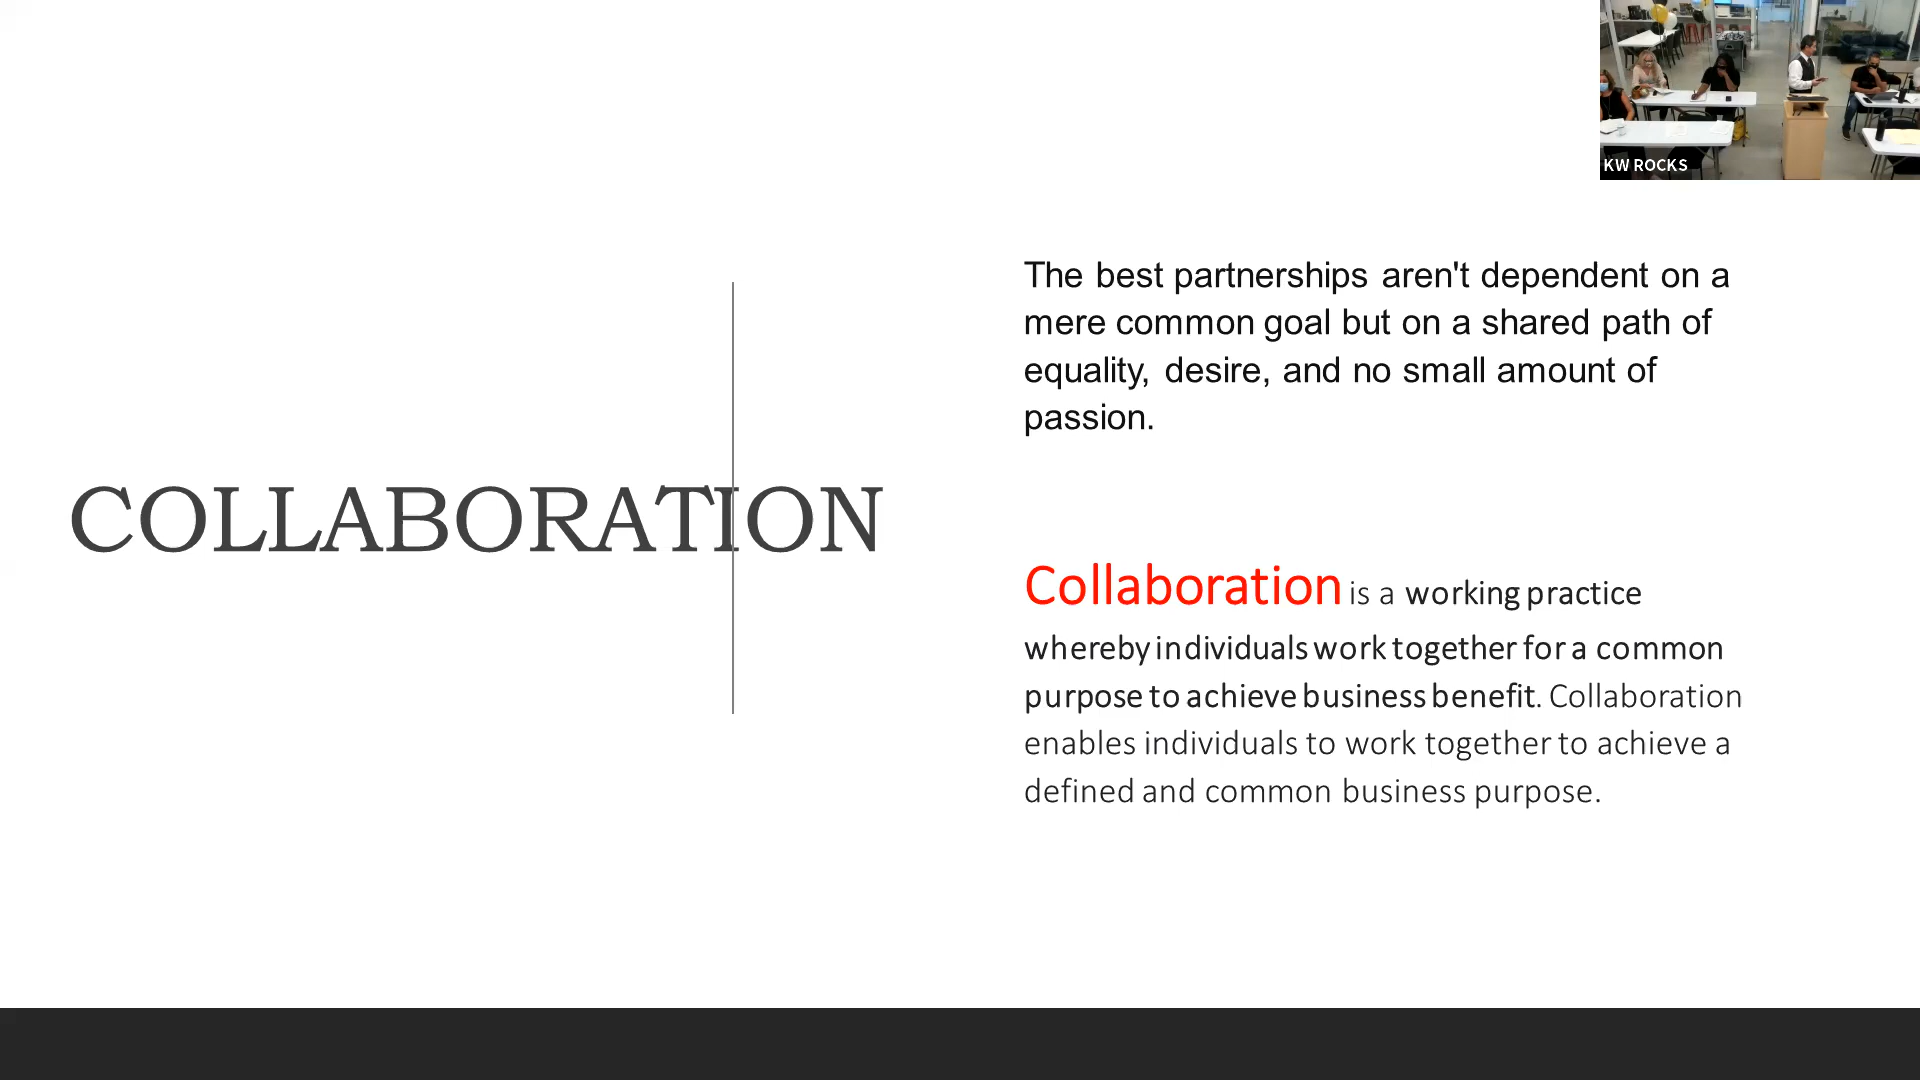 KW ROCKS
The best partnerships aren't dependent on a
mere common goal but on a shared path of
equality, desire, and no small amount of
passion.
COLLABORATION
Collaboration is a working practice
whereby individuals work together for a common
purpose to achieve business benefit. Collaboration
enables individuals to work together to achieve a
defined and common business purpose.